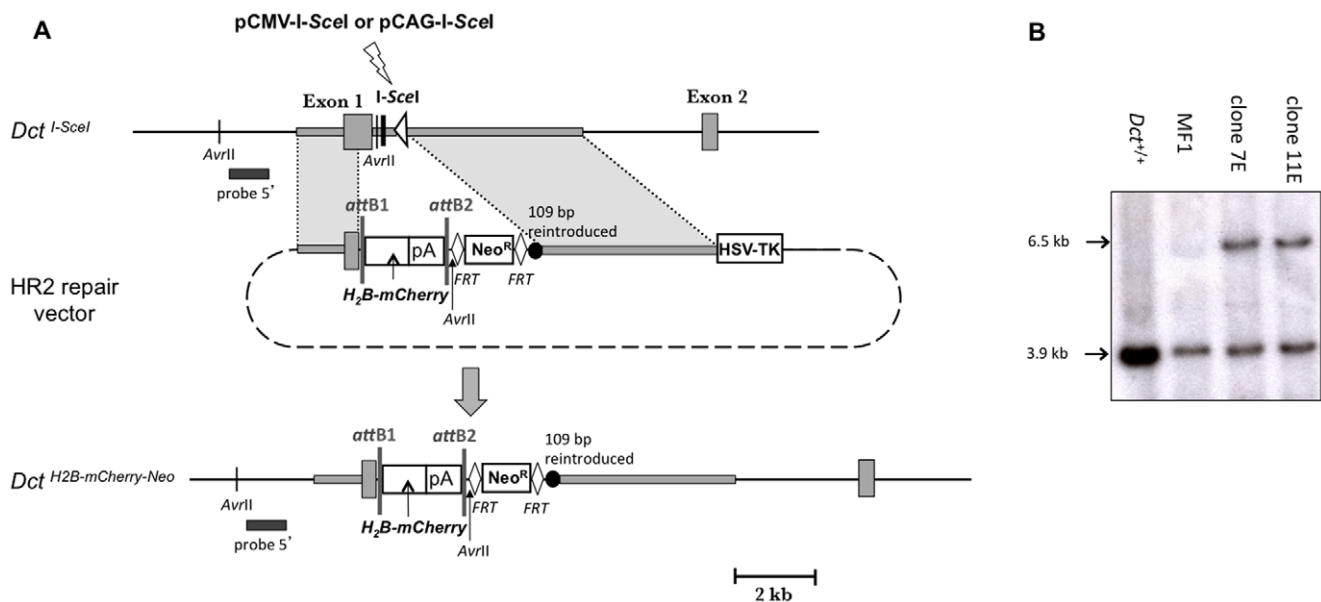 A
pCMV-I-SceI or pCAG-I-SceI
I-SceI
Exon 1
Exon 2
Dct I-SceI
AvrII
AvrII
probe 5'
attB1
attB2
109 bp
reintroduced
pA
NeoR
HSV-TK
FRT
FRT
HR2 repair
vector
H2B-mCherry
AvrII
attB1
attB2
109 bp
reintroduced
Dct H2B-mCherry-Neo
pA
NeoR
AvrII
FRT
FRT
H2B-mCherry
probe 5'
AvrII
2 kb
B
Dct+/+
MF1
clone 7E
clone 11E
6.5 kb
3.9 kb